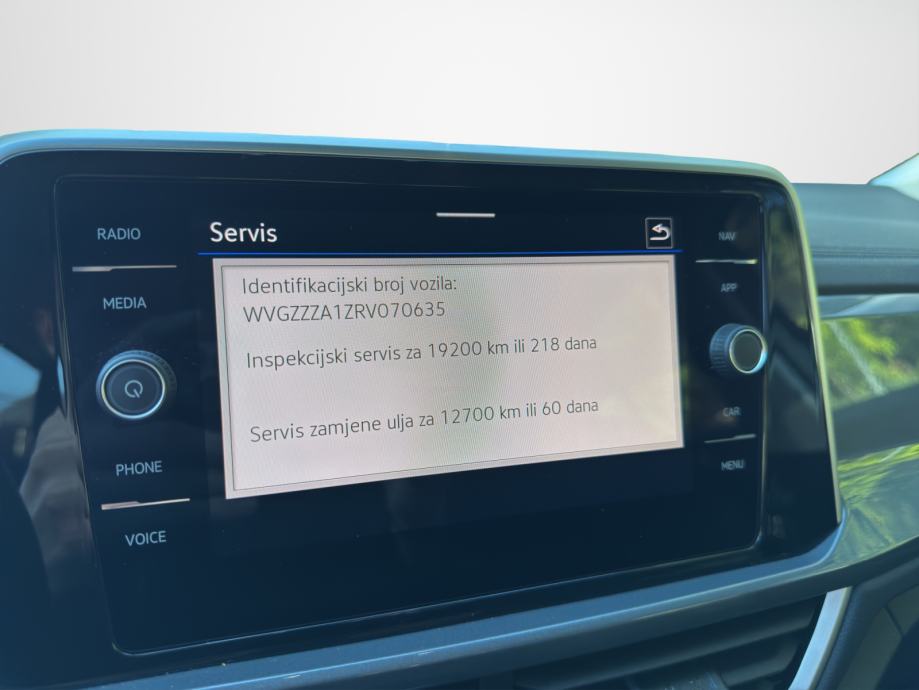 RADIO
MEDIA
PHONE
VOICE
Servis
Identifikacijski broj vozila:
WVGZZZA1ZRV070635
Inspekcijski servis za 19200 km ili 218 dana
Servis zamjene ulja za 12700 km ili 60 dana
NAV
APP
CAR
MENU